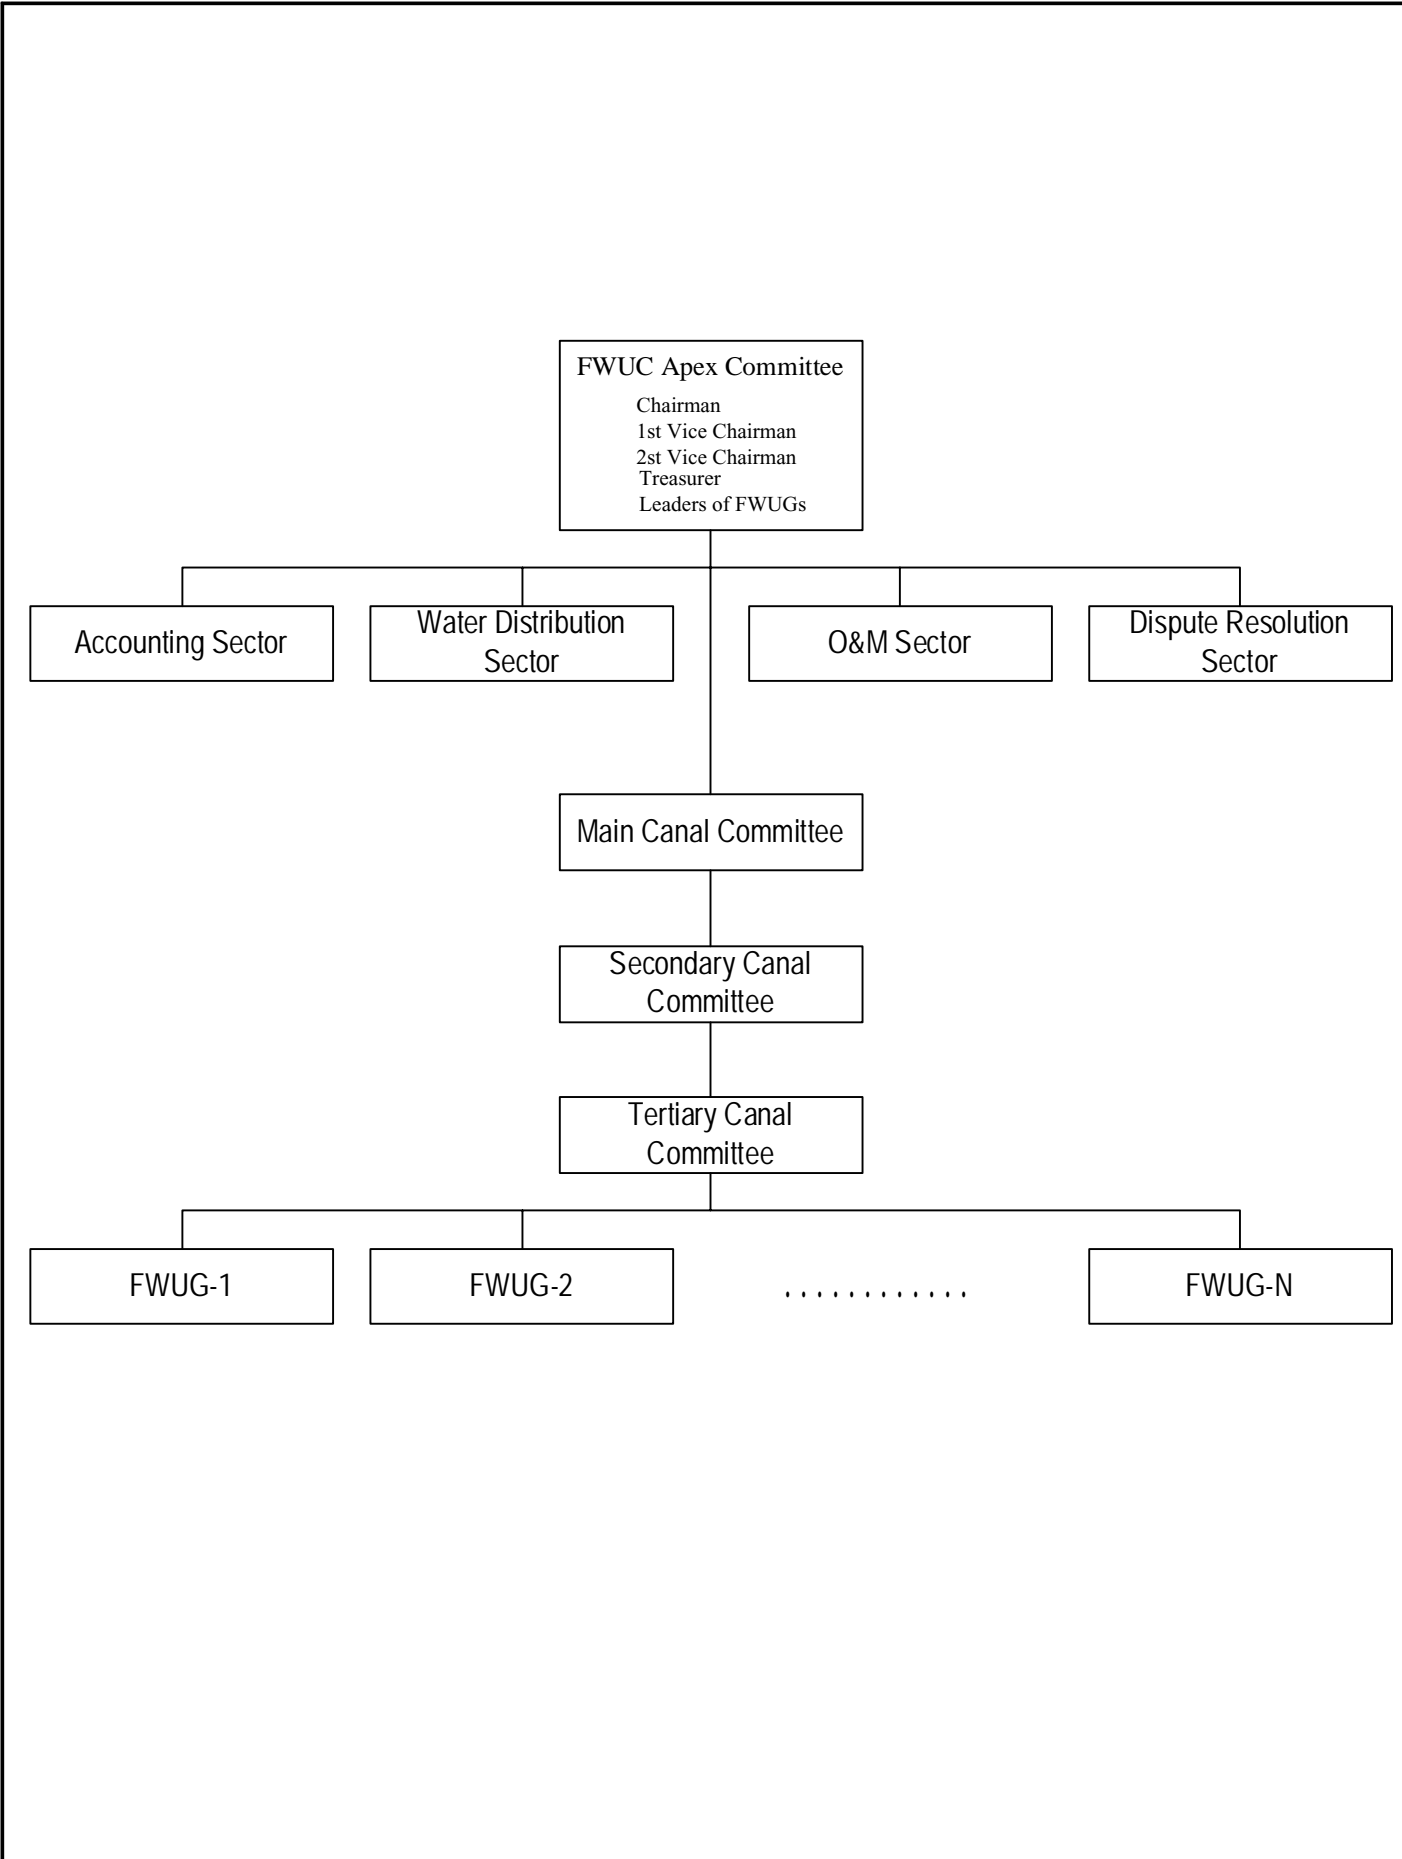 FWUC Apex Committee
Chairman
1st Vice Chairman
2st Vice Chairman
Treasurer
Leaders of FWUGs
Accounting Sector
Water Distribution
Sector
O&M Sector
Dispute Resolution
Sector
Main Canal Committee
Secondary Canal
Committee
Tertiary Canal
Committee
FWUG-1
FWUG-2
............
FWUG-N